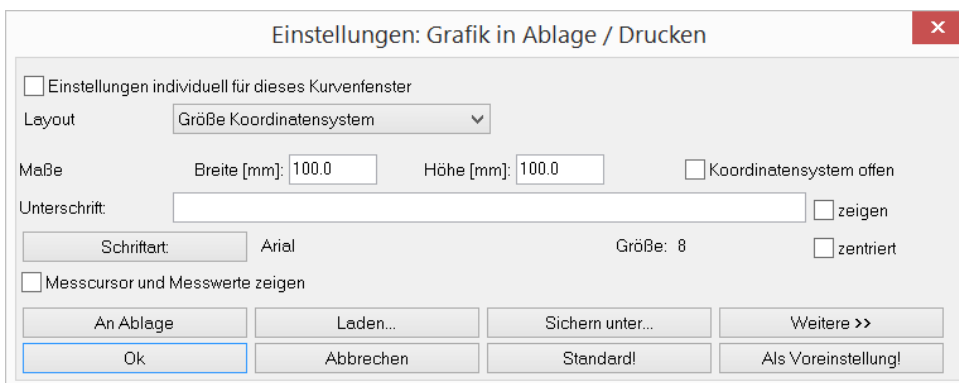 Einstellungen: Grafik in Ablage / Drucken
Einstellungen individuell für dieses Kurvenfenster
Layout Größe Koordinatensystem
Maße Breite [mm]: 100.0 Höhe [mm]: 100.0 Koordinatensystem offen
Unterschrift: zeigen
Schriftart: Arial Größe: 8 zentriert
Messcursor und Messwerte zeigen
An Ablage Laden... Sichern unter... Weitere >>
Ok Abbrechen Standard! Als Voreinstellung!